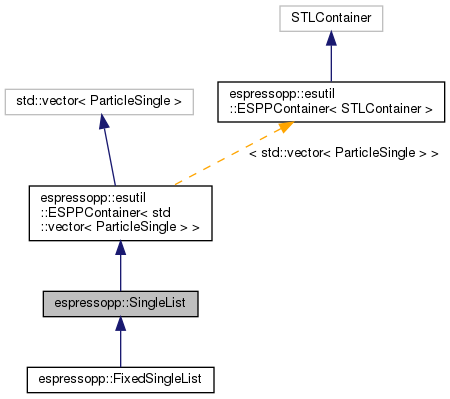 STLContainer
espressopp::esutil
::ESPPContainer< STLContainer >
std::vector< ParticleSingle >
< std::vector< ParticleSingle > >
espressopp::esutil
::ESPPContainer< std
::vector< ParticleSingle > >
espressopp::SingleList
espressopp::FixedSingleList